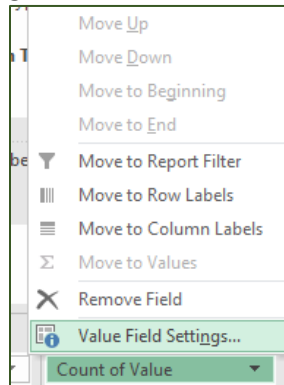 Move Up
Move Down
Move to Beginning
Move to End
be
Move to Report Filter
Move to Row Labels
Move to Column Labels
Σ Move to Values
Remove Field
Value Field Settings...
Count of Value